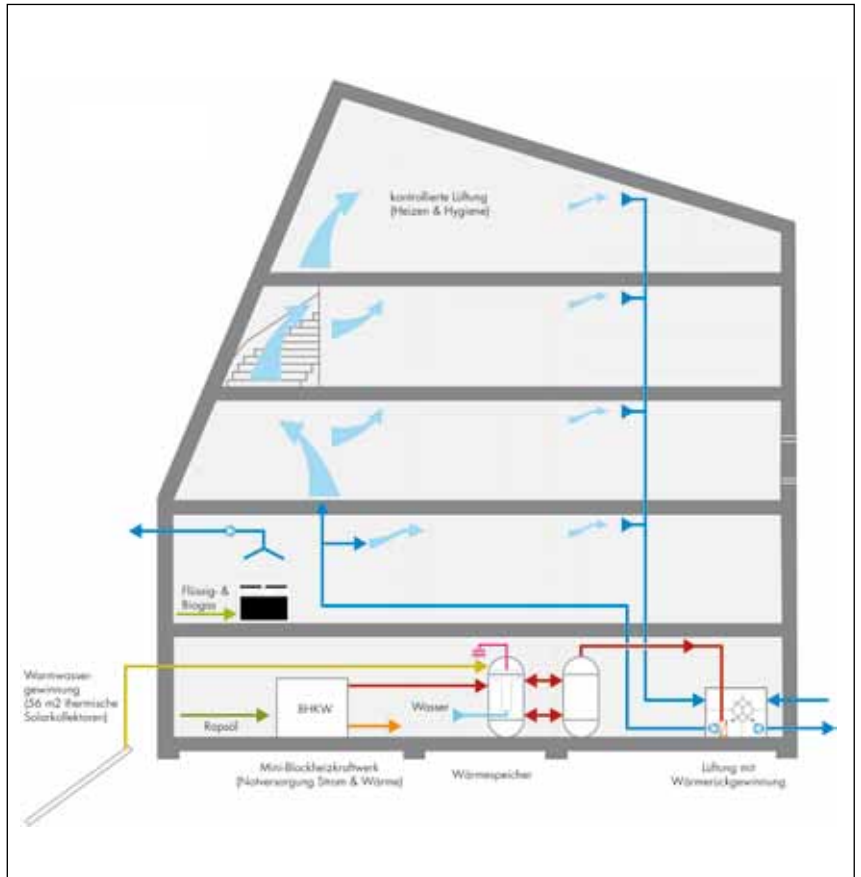 kontrollierte Lüftung
(Heizen & Hygiene)
Flüssig- &
Biogas
Warmwasser-
gewinnung
(56 m2 thermische
Solarkollektoren)
BHKW
Wasser
Rapsöl
Mini-Blockheizkraftwerk
(Notversorgung Strom & Wärme)
Wärmespeicher
Lüftung mit
Wärmerückgewinnung